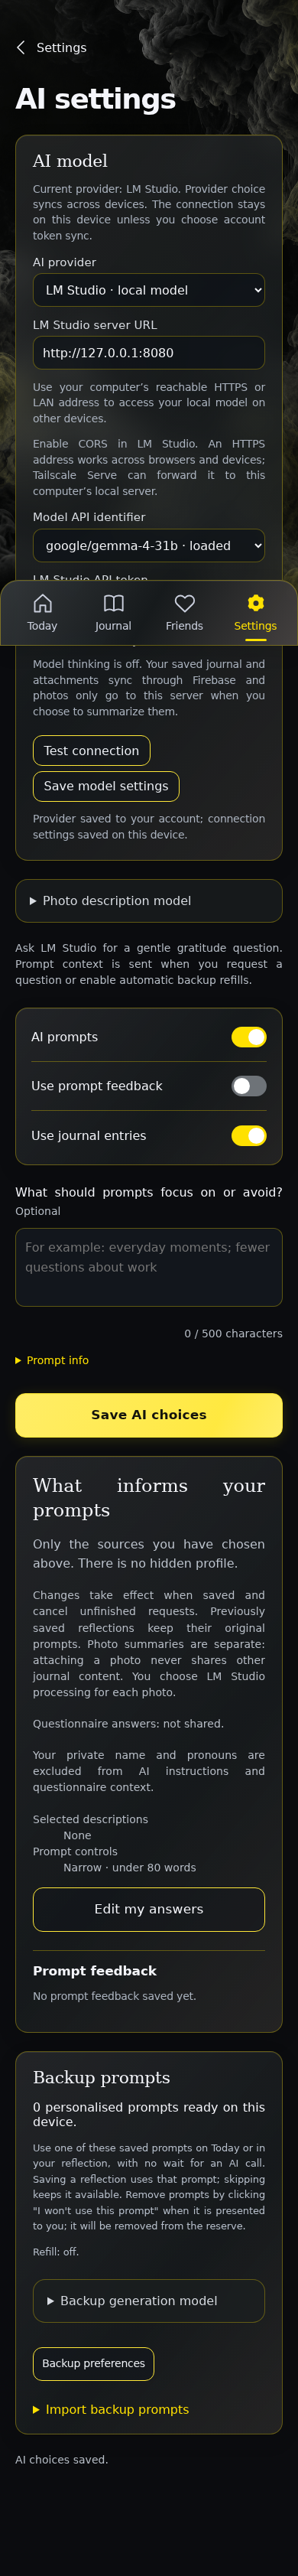 Settings
AI settings
AI model
Current provider: LM Studio. Provider choice
syncs across devices. The connection stays
on this device unless you choose account
token sync.
AI provider
LM Studio · local model
LM Studio server URL
http://127.0.0.1:8080
Use your computer's reachable HTTPS or
LAN address to access your local model on
other devices.
Enable CORS in LM Studio. An HTTPS
address works across browsers and devices;
Tailscale Serve can forward it to this
computer's local server.
Model API identifier
google/gemma-4-31b · loaded
LM Studio API token
Today
Journal
Friends
Settings
Model thinking is off. Your saved journal and
attachments sync through Firebase and
photos only go to this server when you
choose to summarize them.
Test connection
Save model settings
Provider saved to your account; connection
settings saved on this device.
Photo description model
Ask LM Studio for a gentle gratitude question.
Prompt context is sent when you request a
question or enable automatic backup refills.
AI prompts
Use prompt feedback
Use journal entries
What should prompts focus on or avoid?
Optional
For example: everyday moments; fewer
questions about work
0 / 500 characters
Prompt info
Save AI choices
What informs your
prompts
Only the sources you have chosen
above. There is no hidden profile.
Changes take effect when saved and
cancel unfinished requests. Previously
saved reflections keep their original
prompts. Photo summaries are separate:
attaching a photo never shares other
journal content. You choose LM Studio
processing for each photo.
Questionnaire answers: not shared.
Your private name and pronouns are
excluded from AI instructions and
questionnaire context.
Selected descriptions
None
Prompt controls
Narrow · under 80 words
Edit my answers
Prompt feedback
No prompt feedback saved yet.
Backup prompts
0 personalised prompts ready on this
device.
Use one of these saved prompts on Today or in
your reflection, with no wait for an AI call.
Saving a reflection uses that prompt; skipping
keeps it available. Remove prompts by clicking
"I won't use this prompt" when it is presented
to you; it will be removed from the reserve.
Refill: off.
Backup generation model
Backup preferences
Import backup prompts
AI choices saved.